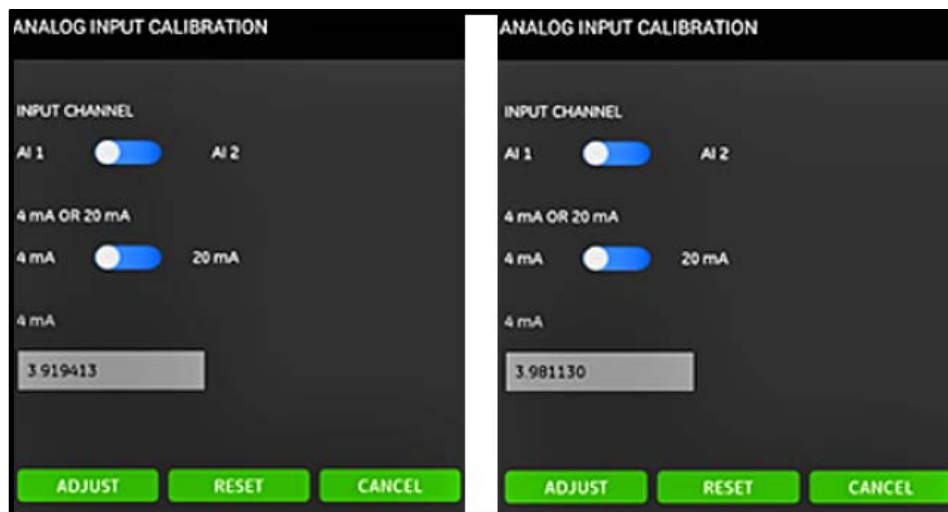 ANALOG INPUT CALIBRATION
INPUT CHANNEL
AI 1 AI 2
4 mA OR 20 mA
4 mA 20 mA
4 mA
3.919413
ADJUST RESET CANCEL
ANALOG INPUT CALIBRATION
INPUT CHANNEL
AI 1 AI 2
4 mA OR 20 mA
4 mA 20 mA
4 mA
3.981130
ADJUST RESET CANCEL